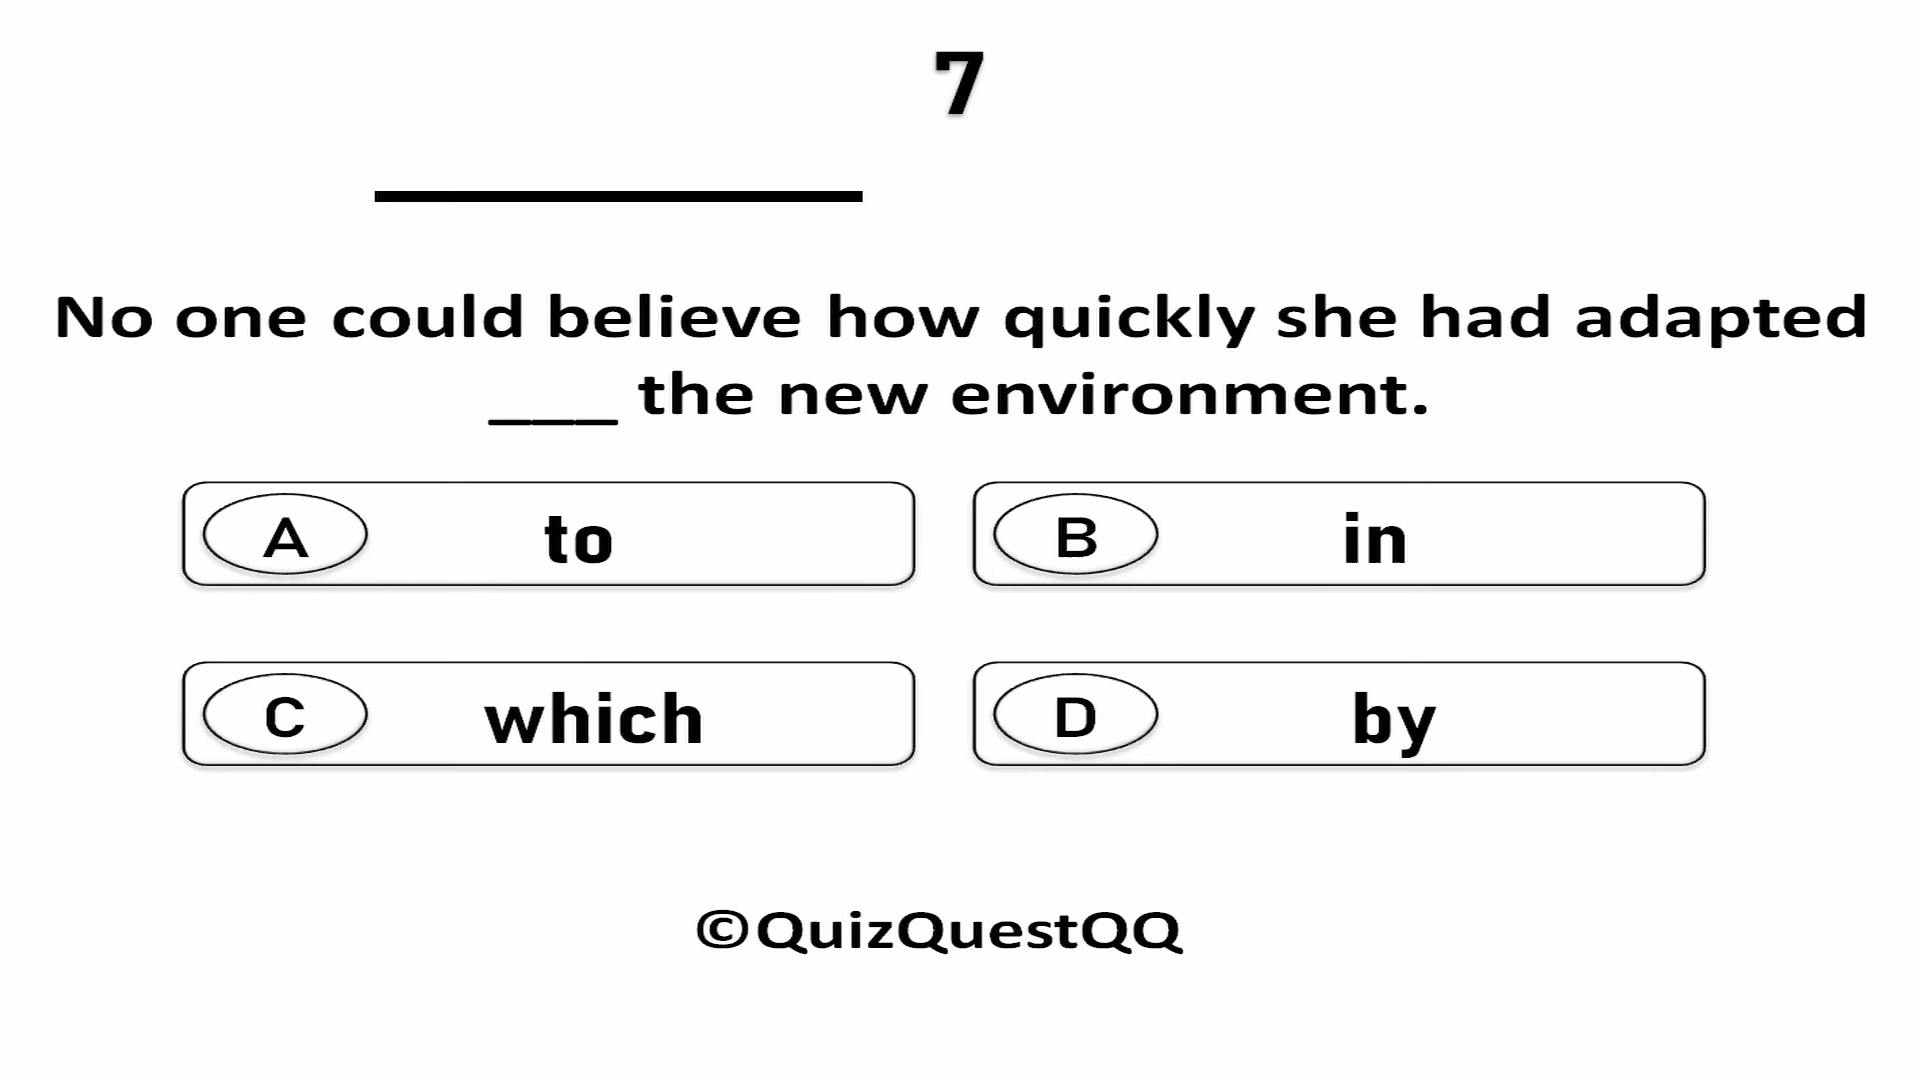 7
No one could believe how quickly she had adapted
___ the new environment.
A to
B in
C which
D by
©QuizQuestQQ